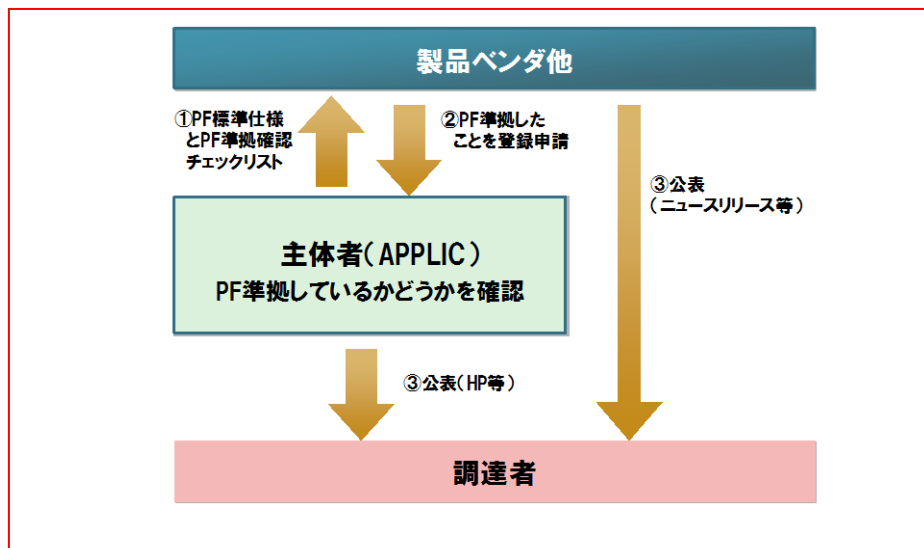 製品ベンダ他
①PF標準仕様
とPF準拠確認
チェックリスト
②PF準拠した
ことを登録申請
③公表
(ニュースリリース等)
主体者(APPLIC)
PF準拠しているかどうかを確認
③公表(HP等)
調達者